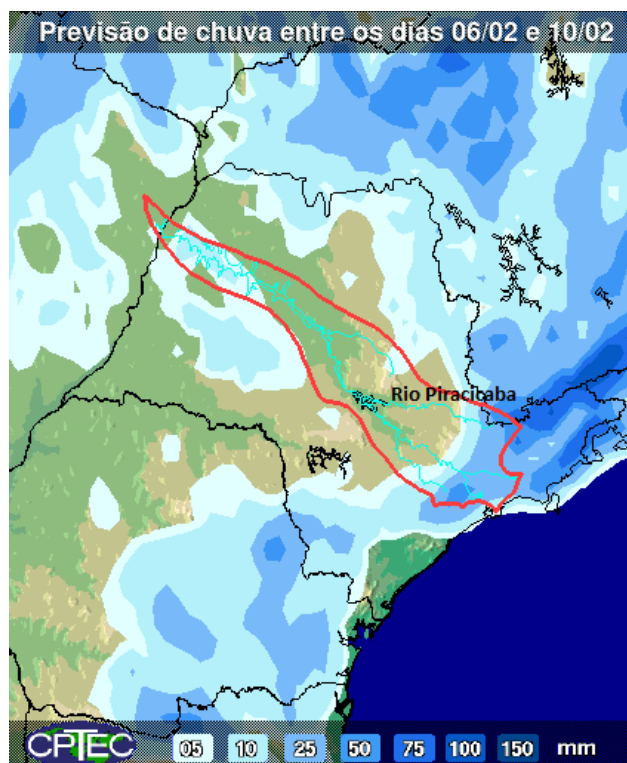 Previsão de chuva entre os dias 06/02 e 10/02
Rio Piracicaba
CPTEC 05 10 25 50 75 100 150 mm